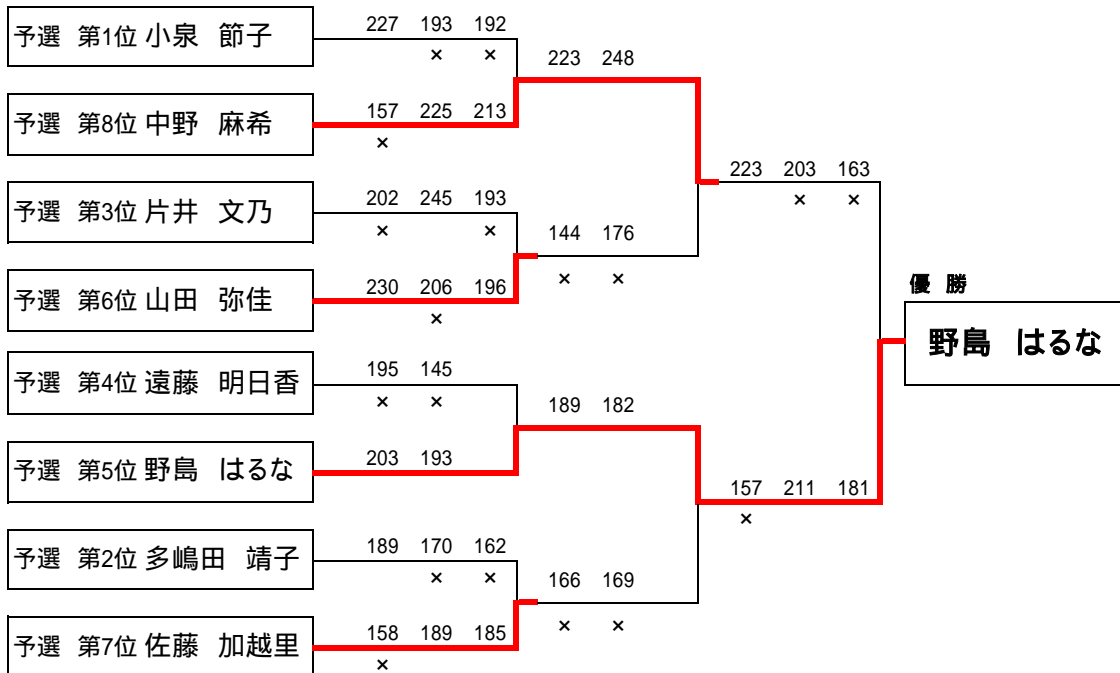 予選 第1位 小泉 節子 227 193 192
× ×
223 248
予選 第8位 中野 麻希 157 225 213
×
223 203 163
× ×
予選 第3位 片井 文乃 202 245 193
× ×
144 176
× ×
予選 第6位 山田 弥佳 230 206 196
×
優 勝
野島 はるな
予選 第4位 遠藤 明日香 195 145
× ×
189 182
予選 第5位 野島 はるな 203 193
157 211 181
×
予選 第2位 多嶋田 靖子 189 170 162
× ×
166 169
× ×
予選 第7位 佐藤 加越里 158 189 185
×